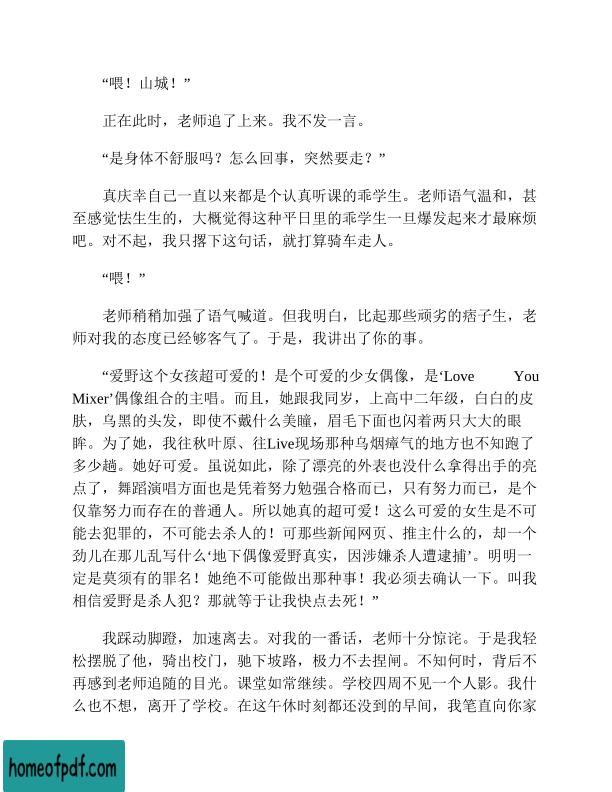 “喂！山城！”
正在此时，老师追了上来。我不发一言。
“是身体不舒服吗？怎么回事，突然要走？”
真庆幸自己一直以来都是个认真听课的乖学生。老师语气温和，甚
至感觉怯生生的，大概觉得这种平日里的乖学生一旦爆发起来才最麻烦
吧。对不起，我只撂下这句话，就打算骑车走人。
“喂！”
老师稍稍加强了语气喊道。但我明白，比起那些顽劣的痞子生，老
师对我的态度已经够客气了。于是，我讲出了你的事。
“爱野这个女孩超可爱的！是个可爱的少女偶像，是‘Love You
Mixer’偶像组合的主唱。而且，她跟我同岁，上高中二年级，白白的皮
肤，乌黑的头发，即使不戴什么美瞳，眉毛下面也闪着两只大大的眼
眸。为了她，我往秋叶原、往Live现场那种乌烟瘴气的地方也不知跑了
多少趟。她好可爱。虽说如此，除了漂亮的外表也没什么拿得出手的亮
点了，舞蹈演唱方面也是凭着努力勉强合格而已，只有努力而已，是个
仅靠努力而存在的普通人。所以她真的超可爱！这么可爱的女生是不可
能去犯罪的，不可能去杀人的！可那些新闻网页、推主什么的，却一个
劲儿在那儿乱写什么‘地下偶像爱野真实，因涉嫌杀人遭逮捕’。明明一
定是莫须有的罪名！她绝不可能做出那种事！我必须去确认一下。叫我
相信爱野是杀人犯？那就等于让我快点去死！”
我踩动脚蹬，加速离去。对我的一番话，老师十分惊诧。于是我轻
松摆脱了他，骑出校门，驰下坡路，极力不去捏闸。不知何时，背后不
再感到老师追随的目光。课堂如常继续。学校四周不见一个人影。我什
么也不想，离开了学校。在这午休时刻都还没到的早间，我笔直向你家
homeofpdf.com